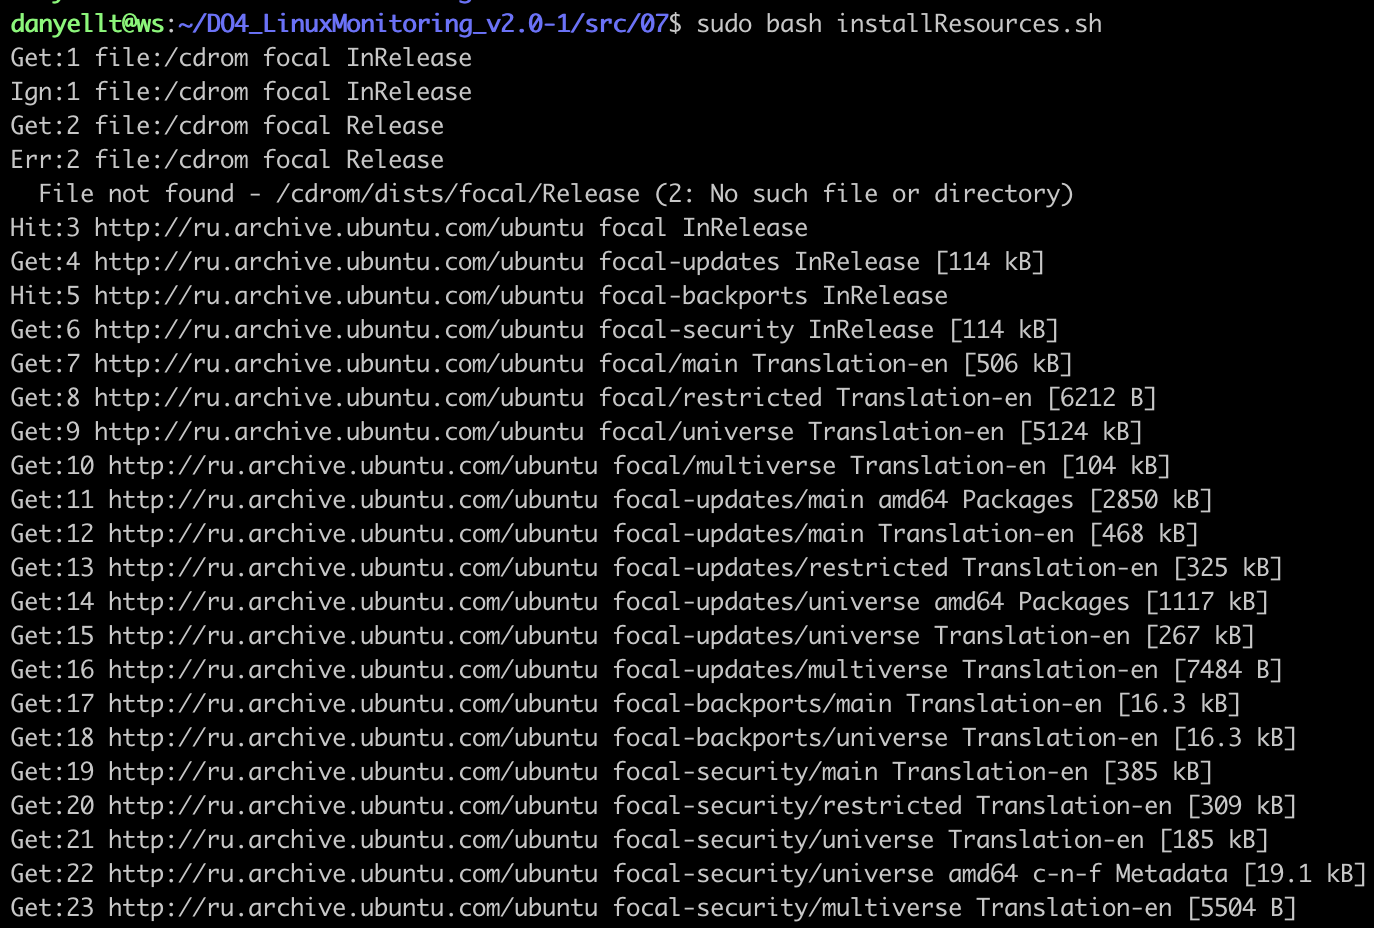 danyellt@ws:~/DO4_LinuxMonitoring_v2.0-1/src/07$ sudo bash installResources.sh
Get:1 file:/cdrom focal InRelease
Ign:1 file:/cdrom focal InRelease
Get:2 file:/cdrom focal Release
Err:2 file:/cdrom focal Release
  File not found - /cdrom/dists/focal/Release (2: No such file or directory)
Hit:3 http://ru.archive.ubuntu.com/ubuntu focal InRelease
Get:4 http://ru.archive.ubuntu.com/ubuntu focal-updates InRelease [114 kB]
Hit:5 http://ru.archive.ubuntu.com/ubuntu focal-backports InRelease
Get:6 http://ru.archive.ubuntu.com/ubuntu focal-security InRelease [114 kB]
Get:7 http://ru.archive.ubuntu.com/ubuntu focal/main Translation-en [506 kB]
Get:8 http://ru.archive.ubuntu.com/ubuntu focal/restricted Translation-en [6212 B]
Get:9 http://ru.archive.ubuntu.com/ubuntu focal/universe Translation-en [5124 kB]
Get:10 http://ru.archive.ubuntu.com/ubuntu focal/multiverse Translation-en [104 kB]
Get:11 http://ru.archive.ubuntu.com/ubuntu focal-updates/main amd64 Packages [2850 kB]
Get:12 http://ru.archive.ubuntu.com/ubuntu focal-updates/main Translation-en [468 kB]
Get:13 http://ru.archive.ubuntu.com/ubuntu focal-updates/restricted Translation-en [325 kB]
Get:14 http://ru.archive.ubuntu.com/ubuntu focal-updates/universe amd64 Packages [1117 kB]
Get:15 http://ru.archive.ubuntu.com/ubuntu focal-updates/universe Translation-en [267 kB]
Get:16 http://ru.archive.ubuntu.com/ubuntu focal-updates/multiverse Translation-en [7484 B]
Get:17 http://ru.archive.ubuntu.com/ubuntu focal-backports/main Translation-en [16.3 kB]
Get:18 http://ru.archive.ubuntu.com/ubuntu focal-backports/universe Translation-en [16.3 kB]
Get:19 http://ru.archive.ubuntu.com/ubuntu focal-security/main Translation-en [385 kB]
Get:20 http://ru.archive.ubuntu.com/ubuntu focal-security/restricted Translation-en [309 kB]
Get:21 http://ru.archive.ubuntu.com/ubuntu focal-security/universe Translation-en [185 kB]
Get:22 http://ru.archive.ubuntu.com/ubuntu focal-security/universe amd64 c-n-f Metadata [19.1 kB]
Get:23 http://ru.archive.ubuntu.com/ubuntu focal-security/multiverse Translation-en [5504 B]